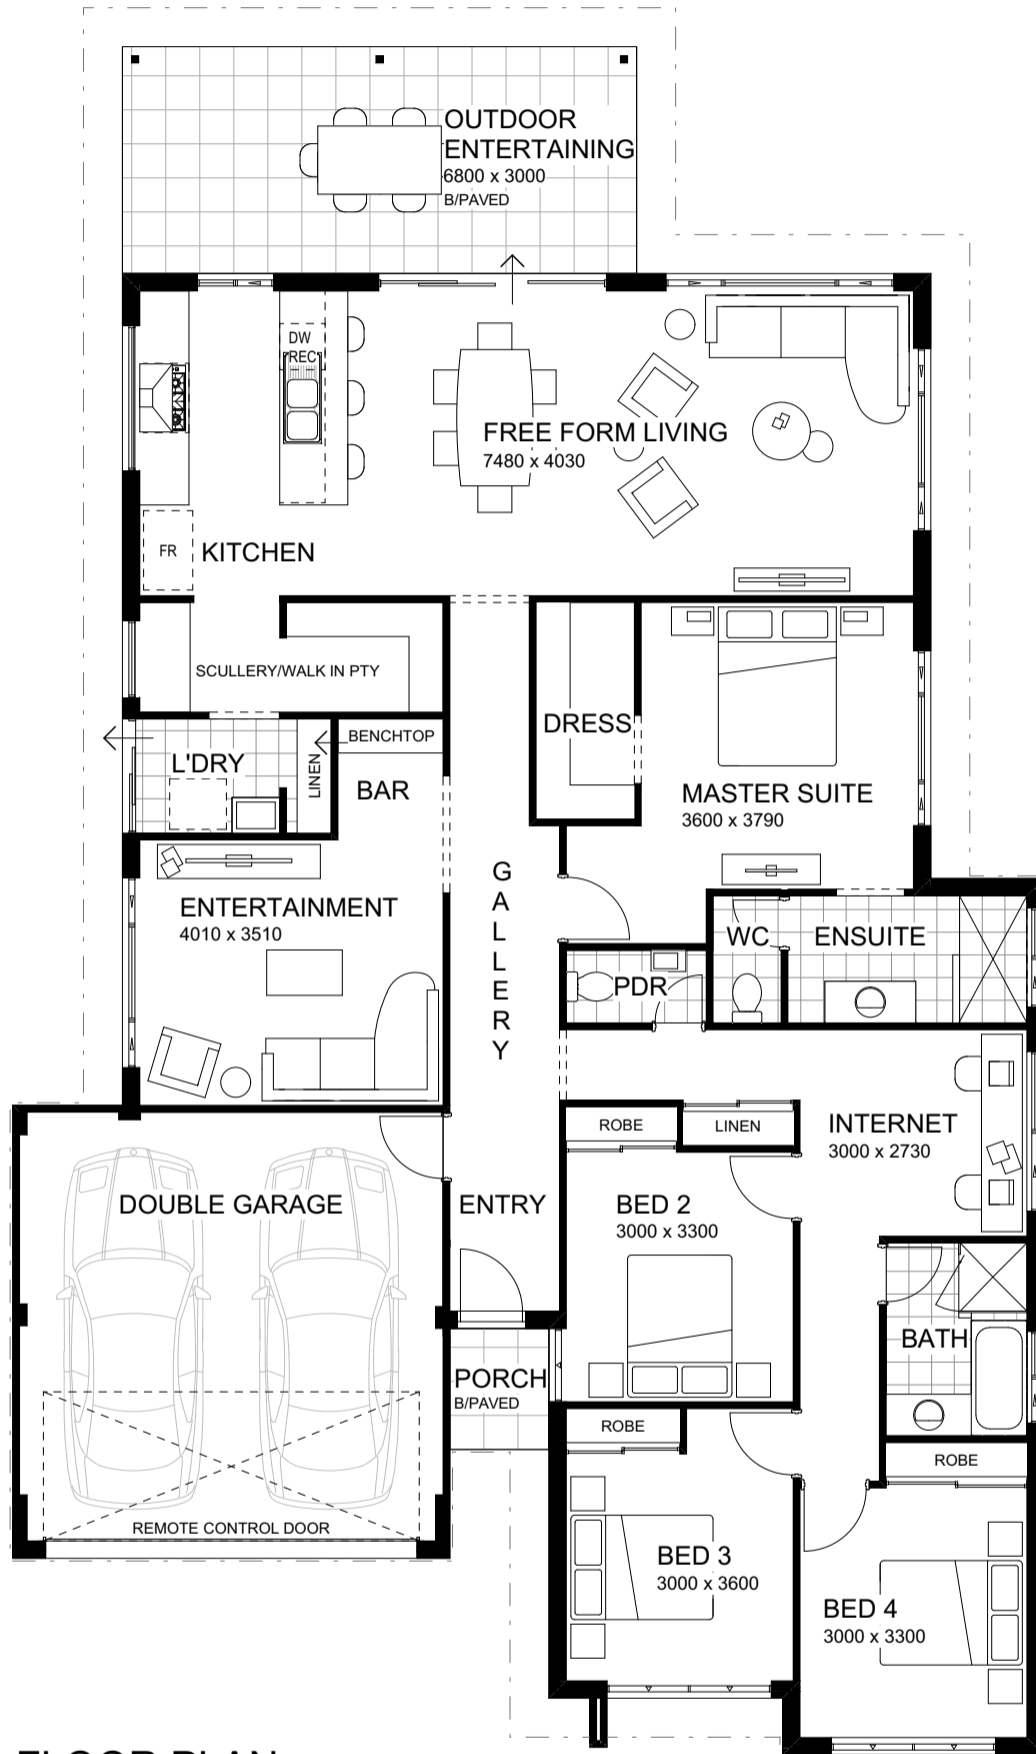 OUTDOOR
ENTERTAINING
6800 x 3000
B/PAVED
DW
REC
FREE FORM LIVING
7480 x 4030
FR
KITCHEN
SCULLERY/WALK IN PTY
DRESS
BENCHTOP
L'DRY
LINEN
BAR
MASTER SUITE
3600 x 3790
GALLERY
ENTERTAINMENT
4010 x 3510
WC
ENSUITE
PDR
ROBE
LINEN
INTERNET
3000 x 2730
DOUBLE GARAGE
ENTRY
BED 2
3000 x 3300
BATH
PORCH
B/PAVED
ROBE
ROBE
REMOTE CONTROL DOOR
BED 3
3000 x 3600
BED 4
3000 x 3300
FLOOR PLAN